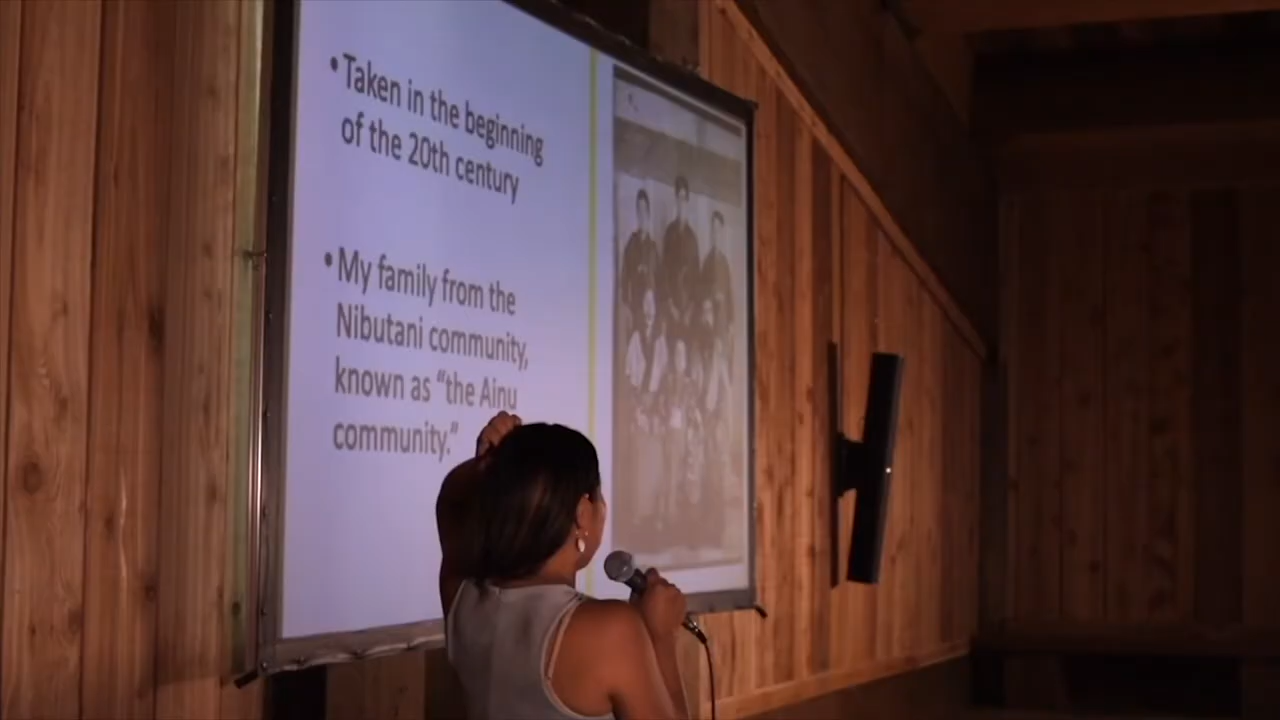 • Taken in the beginning
of the 20th century
• My family from the
Nibutani community,
known as “the Ainu
community.”